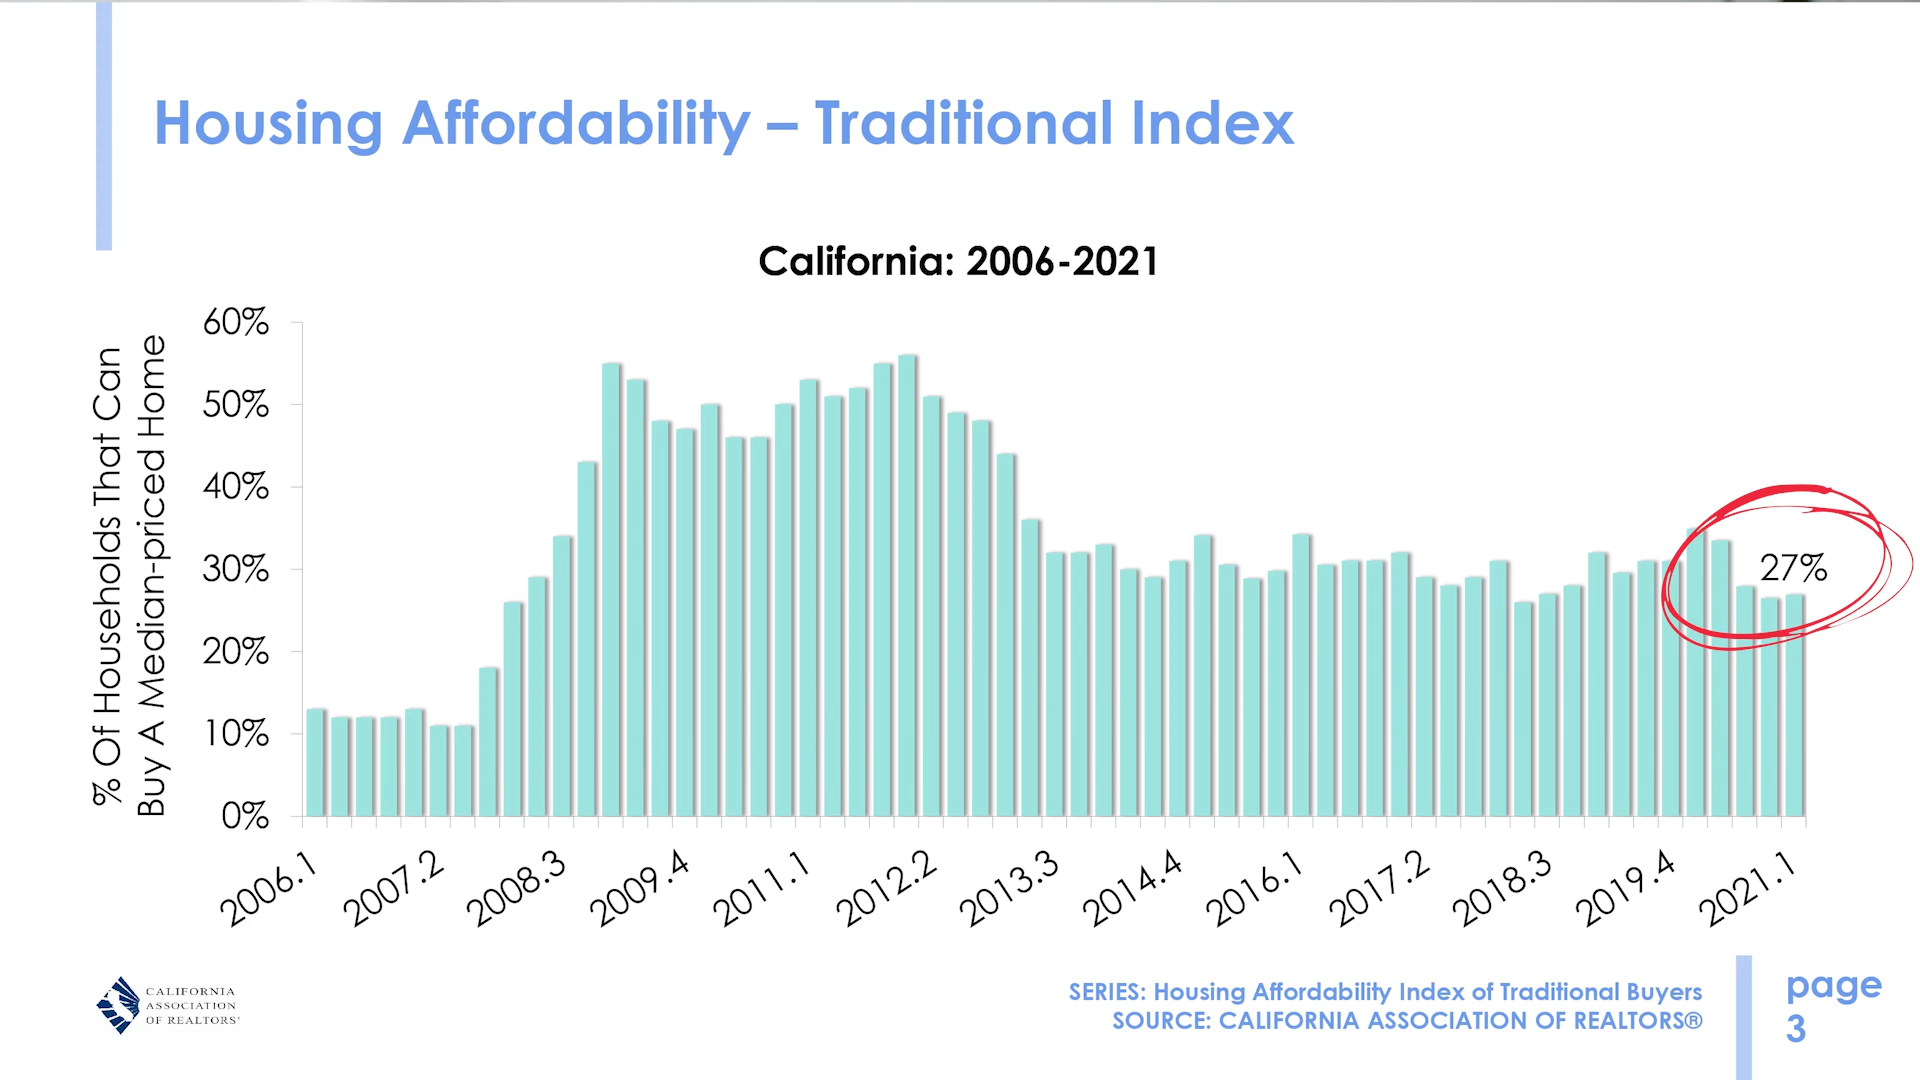 Housing Affordability – Traditional Index
California: 2006-2021
% Of Households That Can
Buy A Median-priced Home
60%
50%
40%
30%
20%
10%
0%
27%
2006.1
2007.2
2008.3
2009.4
2011.1
2012.2
2013.3
2014.4
2016.1
2017.2
2018.3
2019.4
2021.1
CALIFORNIA
ASSOCIATION
OF REALTORS'
SERIES: Housing Affordability Index of Traditional Buyers
SOURCE: CALIFORNIA ASSOCIATION OF REALTORS®
page
3